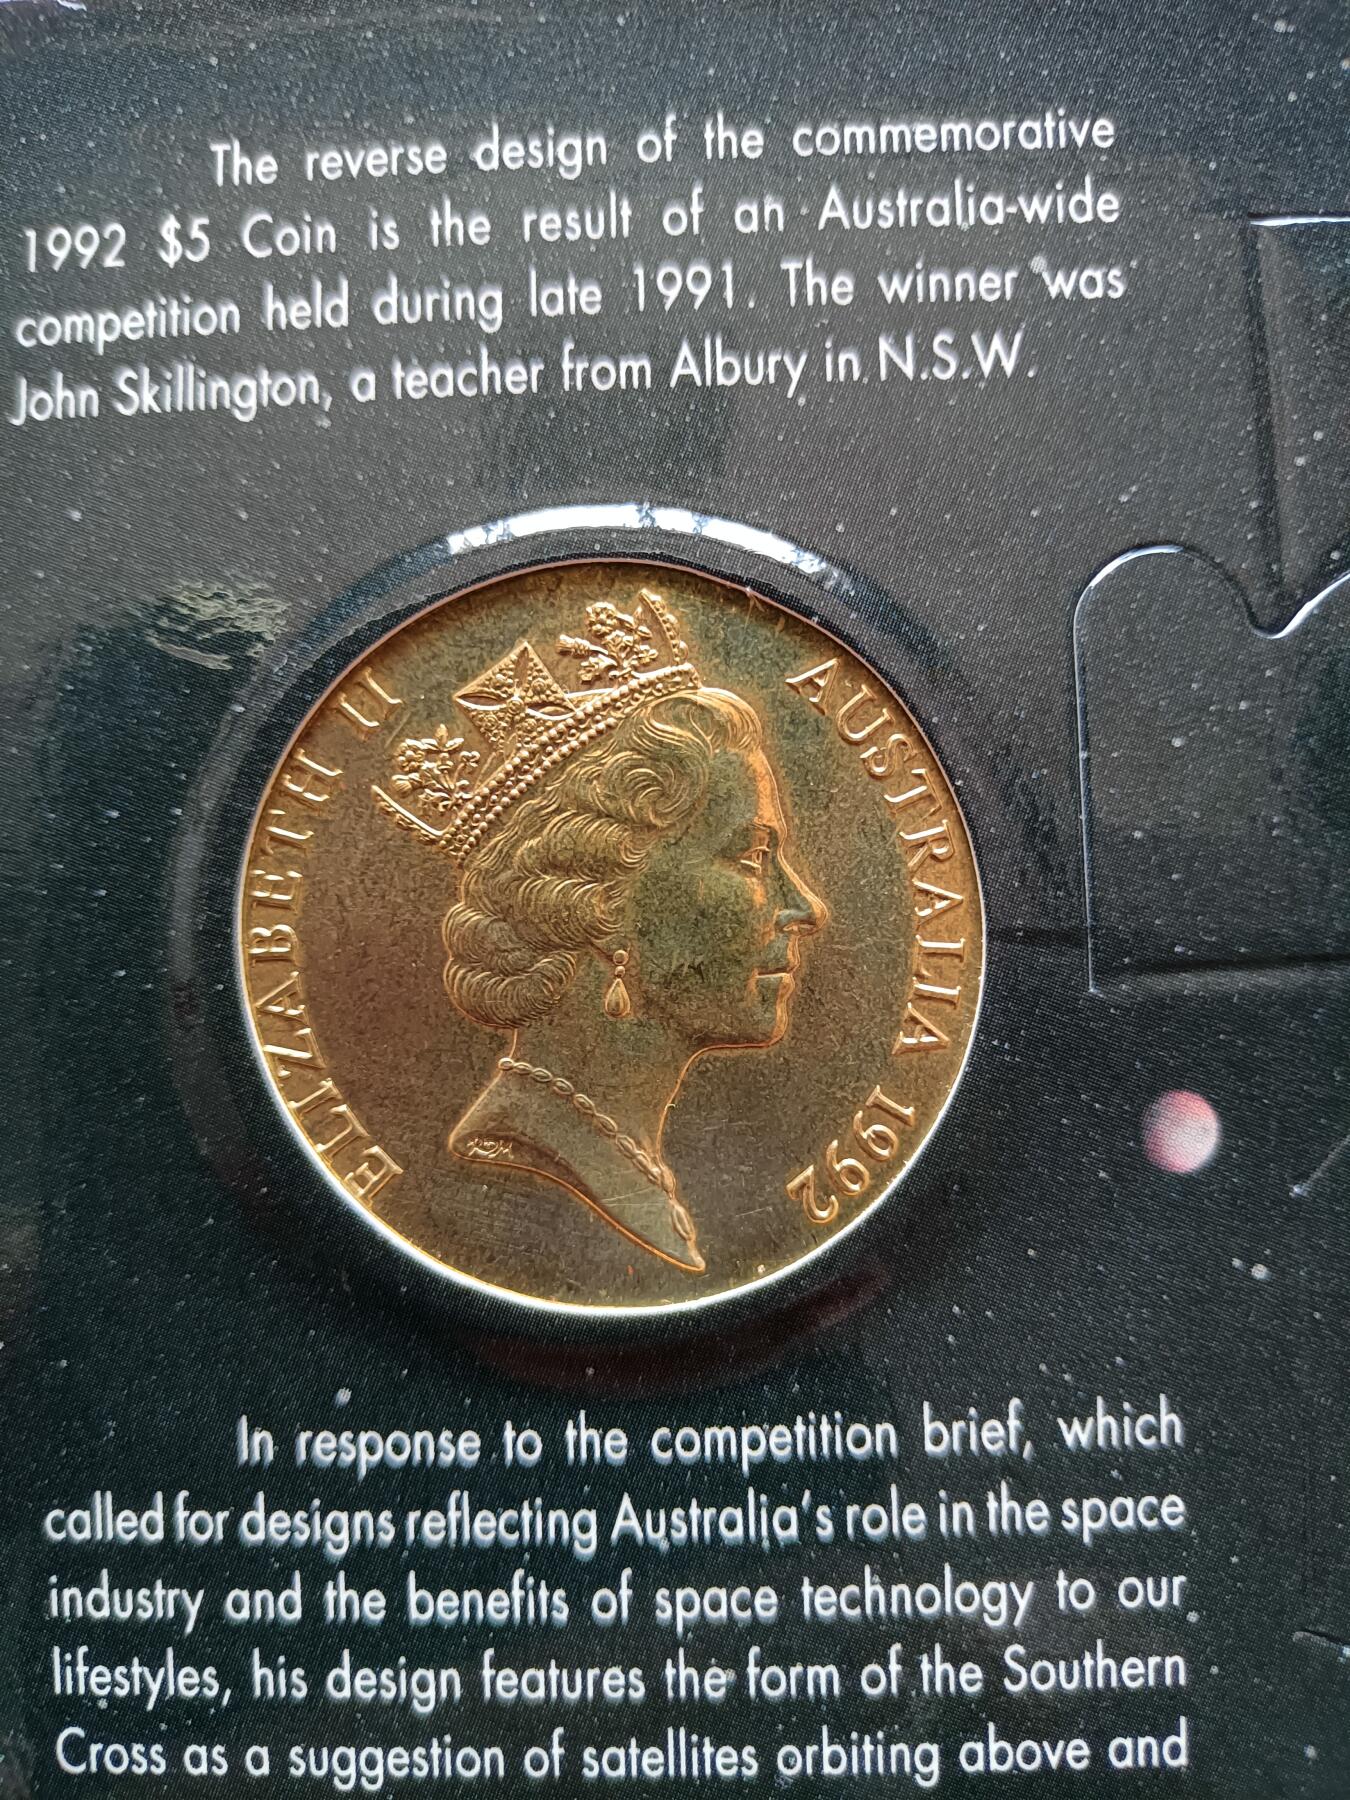 The reverse design of the commemorative
1992 $5 Coin is the result of an Australia-wide
competition held during late 1991. The winner was
John Skillington, a teacher from Albury in N.S.W.
ELIZABETH II
AUSTRALIA 1992
RDM
In response to the competition brief, which
called for designs reflecting Australia's role in the space
industry and the benefits of space technology to our
lifestyles, his design features the form of the Southern
Cross as a suggestion of satellites orbiting above and